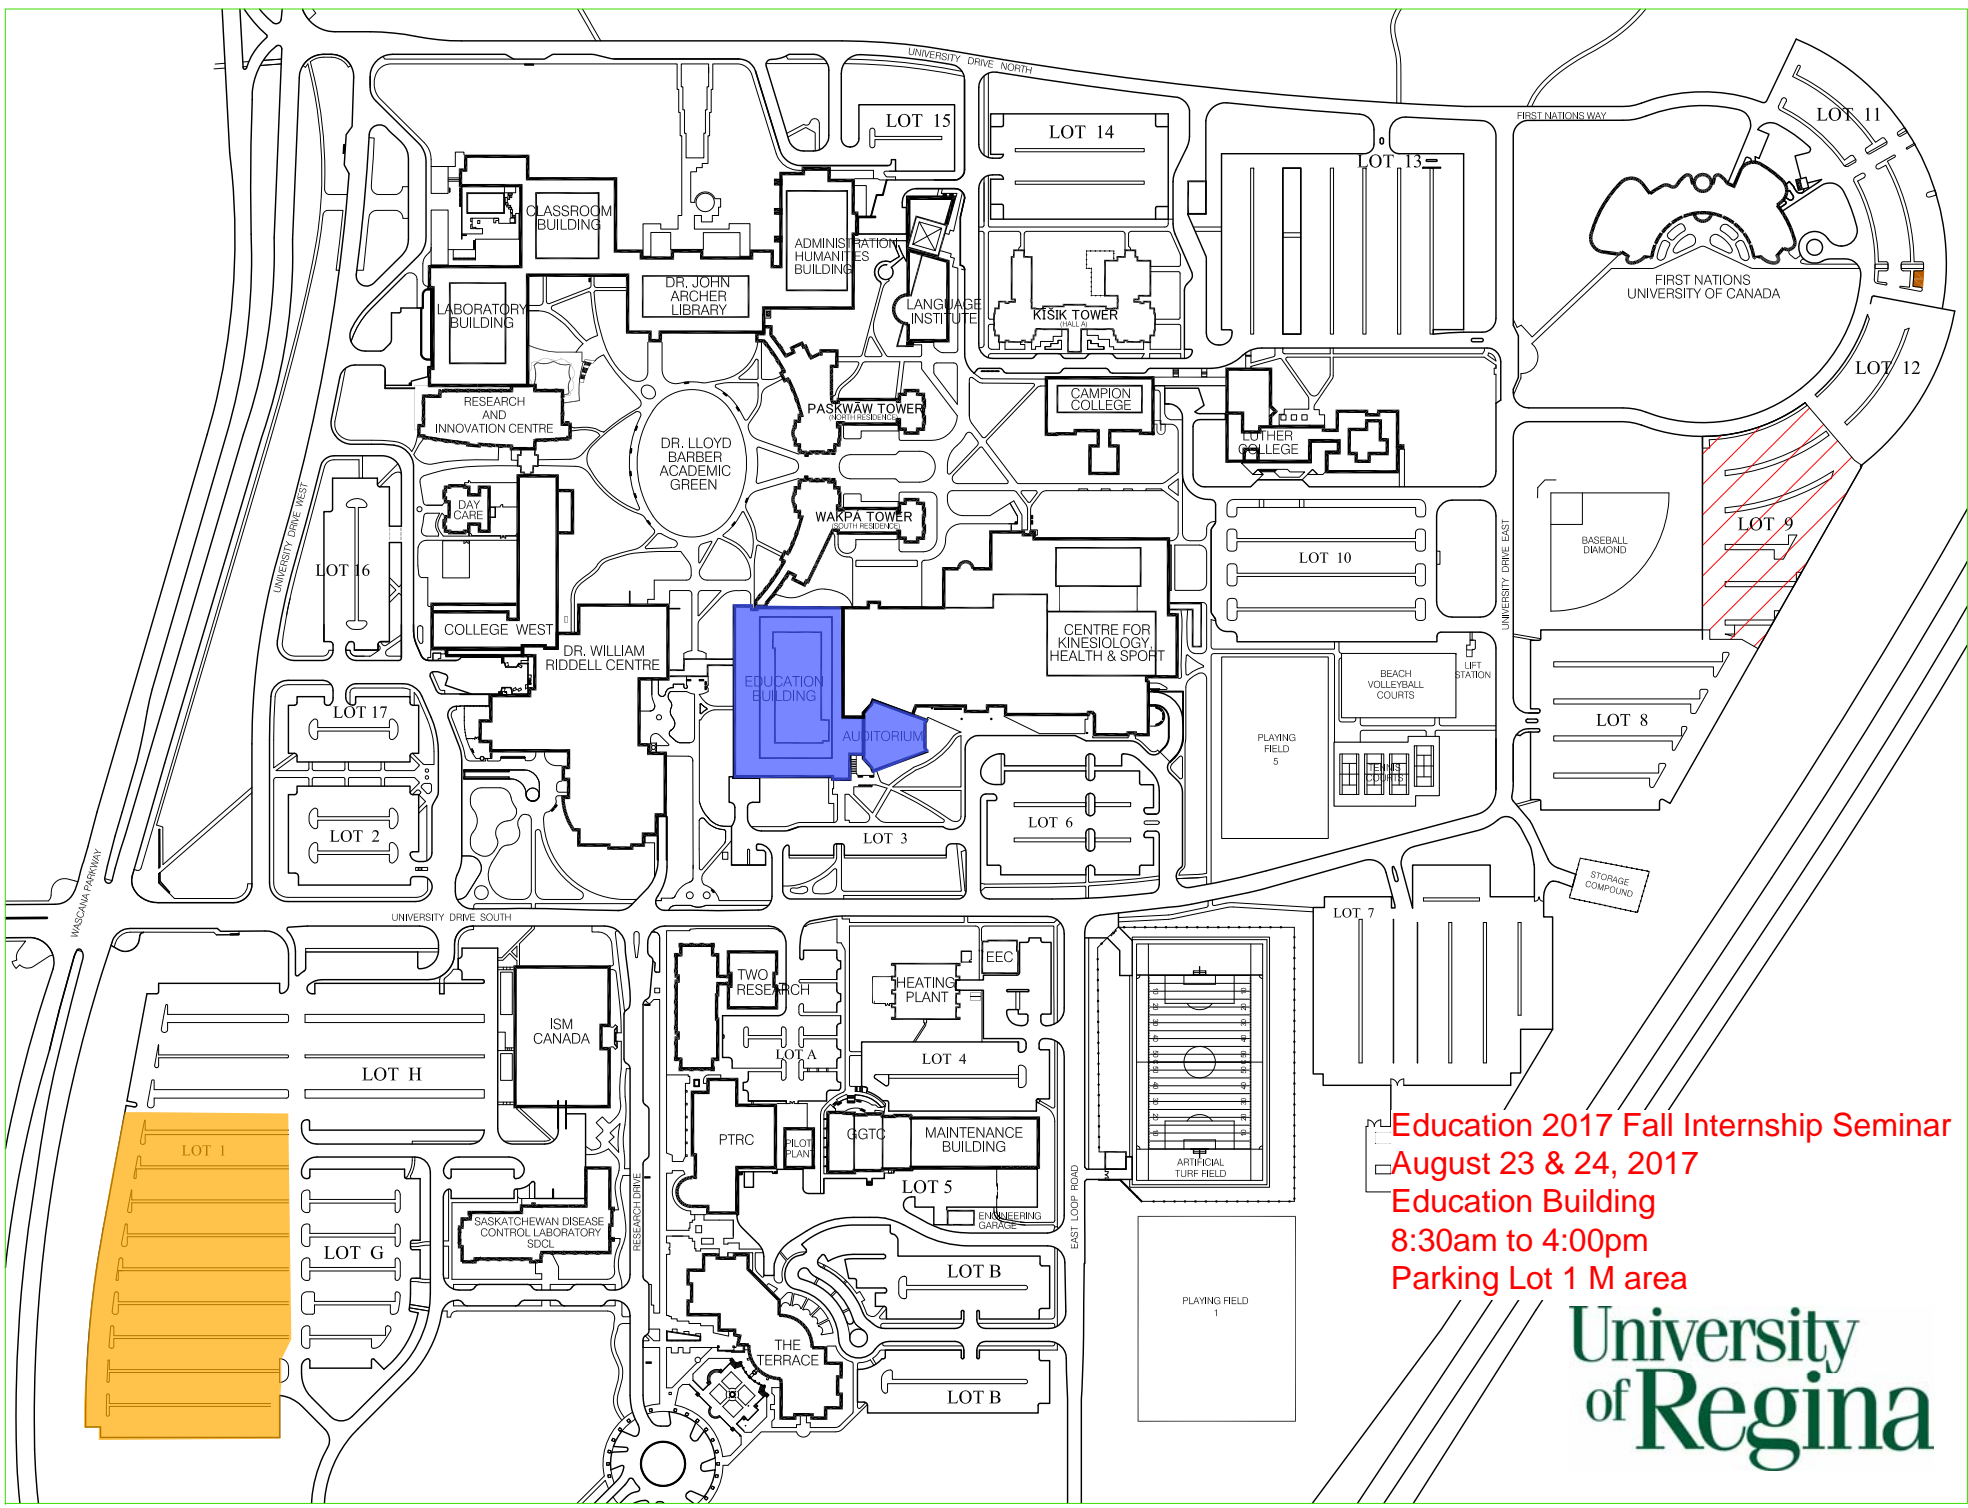 UNIVERSITY DRIVE NORTH
FIRST NATIONS WAY
LOT 11
LOT 15
LOT 14
LOT 13
CLASSROOM
BUILDING
ADMINISTRATION
HUMANITIES
BUILDING
DR. JOHN
ARCHER
LIBRARY
LABORATORY
BUILDING
LANGUAGE
INSTITUTE
KĪSIK TOWER
(HALL A)
FIRST NATIONS
UNIVERSITY OF CANADA
LOT 12
RESEARCH
AND
INNOVATION CENTRE
PASKWĀW TOWER
(NORTH RESIDENCE)
CAMPION
COLLEGE
LUTHER
COLLEGE
DR. LLOYD
BARBER
ACADEMIC
GREEN
DAY
CARE
WAKPÁ TOWER
(SOUTH RESIDENCE)
UNIVERSITY DRIVE WEST
LOT 16
LOT 10
UNIVERSITY DRIVE EAST
BASEBALL
DIAMOND
LOT 9
COLLEGE WEST
DR. WILLIAM
RIDDELL CENTRE
CENTRE FOR
KINESIOLOGY,
HEALTH & SPORT
EDUCATION
BUILDING
AUDITORIUM
BEACH
VOLLEYBALL
COURTS
LIFT
STATION
LOT 17
LOT 8
PLAYING
FIELD
5
TENNIS
COURTS
LOT 2
LOT 3
LOT 6
STORAGE
COMPOUND
WASCANA PARKWAY
UNIVERSITY DRIVE SOUTH
LOT 7
TWO
RESEARCH
HEATING
PLANT
EEC
ISM
CANADA
LOT A
LOT 4
LOT H
LOT 1
PTRC
PILOT
PLANT
GGTC
MAINTENANCE
BUILDING
ARTIFICIAL
TURF FIELD
LOT 5
ENGINEERING
GARAGE
RESEARCH DRIVE
EAST LOOP ROAD
SASKATCHEWAN DISEASE
CONTROL LABORATORY
SDCL
LOT G
LOT B
PLAYING FIELD
1
THE
TERRACE
LOT B
Education 2017 Fall Internship Seminar
August 23 & 24, 2017
Education Building
8:30am to 4:00pm
Parking Lot 1 M area
University
of Regina